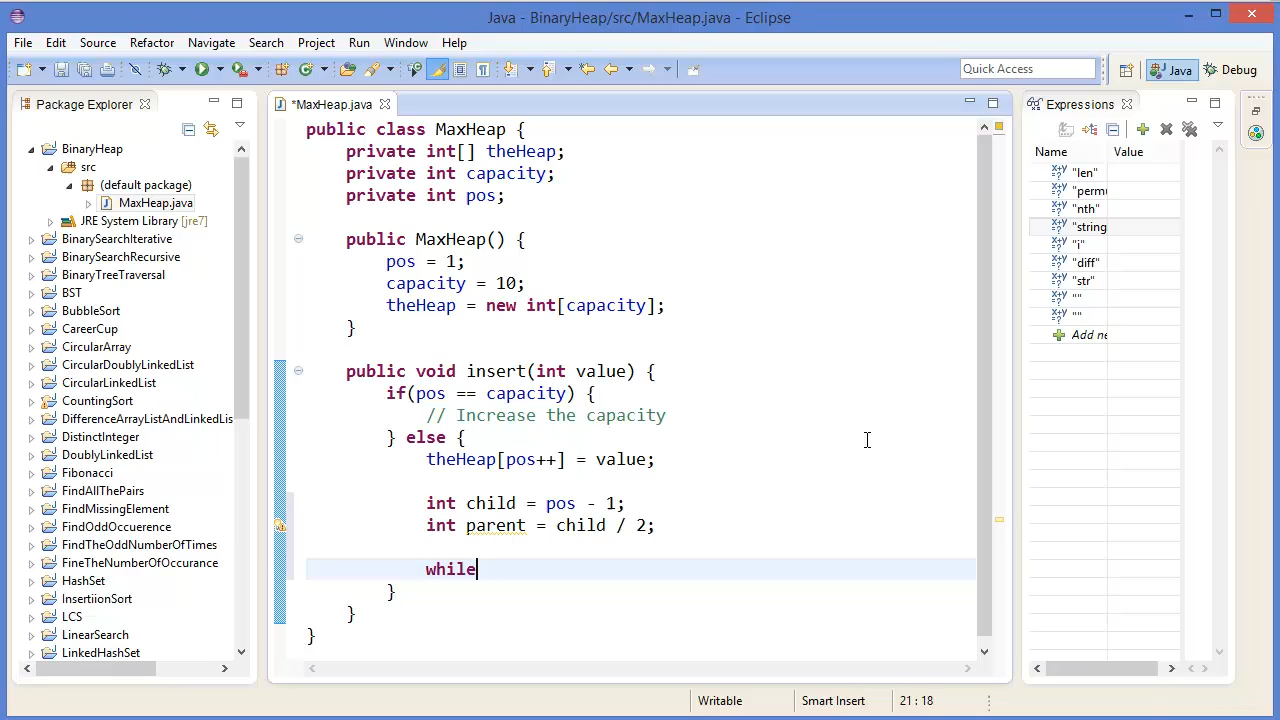 Java - BinaryHeap/src/MaxHeap.java - Eclipse
File Edit Source Refactor Navigate Search Project Run Window Help
Quick Access
Java
Debug
Package Explorer
BinaryHeap
src
(default package)
MaxHeap.java
JRE System Library [jre7]
BinarySearchIterative
BinarySearchRecursive
BinaryTreeTraversal
BST
BubbleSort
CareerCup
CircularArray
CircularDoublyLinkedList
CircularLinkedList
CountingSort
DifferenceArrayListAndLinkedLis
DistinctInteger
DoublyLinkedList
Fibonacci
FindAllThePairs
FindMissingElement
FindOddOccuerence
FindTheOddNumberOfTimes
FineTheNumberOfOccurance
HashSet
InsertiionSort
LCS
LinearSearch
LinkedHashSet
*MaxHeap.java
public class MaxHeap {
private int[] theHeap;
private int capacity;
private int pos;
public MaxHeap() {
pos = 1;
capacity = 10;
theHeap = new int[capacity];
}
public void insert(int value) {
if(pos == capacity) {
// Increase the capacity
} else {
theHeap[pos++] = value;
int child = pos - 1;
int parent = child / 2;
while
}
}
}
Expressions
Name Value
"len"
"permu
"nth"
"string
"i"
"diff"
"str"
""
""
Add ne
Writable Smart Insert 21 : 18